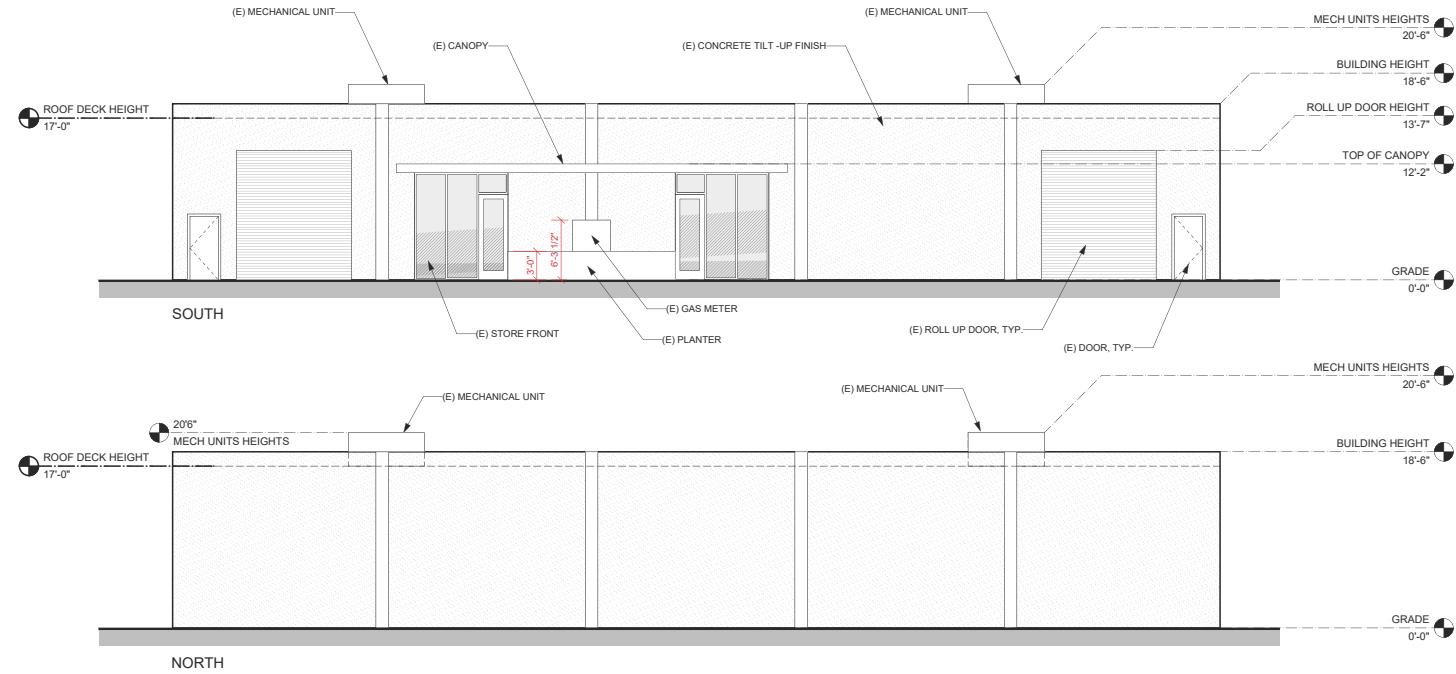 (E) MECHANICAL UNIT
(E) MECHANICAL UNIT
MECH UNITS HEIGHTS
20'-6"
(E) CANOPY
(E) CONCRETE TILT -UP FINISH
BUILDING HEIGHT
18'-6"
ROOF DECK HEIGHT
17'-0"
ROLL UP DOOR HEIGHT
13'-7"
TOP OF CANOPY
12'-2"
3'-0"
6'-3 1/2"
GRADE
0'-0"
SOUTH
(E) GAS METER
(E) STORE FRONT
(E) PLANTER
(E) ROLL UP DOOR, TYP.
(E) DOOR, TYP.
MECH UNITS HEIGHTS
20'-6"
(E) MECHANICAL UNIT
(E) MECHANICAL UNIT
20'6"
MECH UNITS HEIGHTS
BUILDING HEIGHT
18'-6"
ROOF DECK HEIGHT
17'-0"
GRADE
0'-0"
NORTH